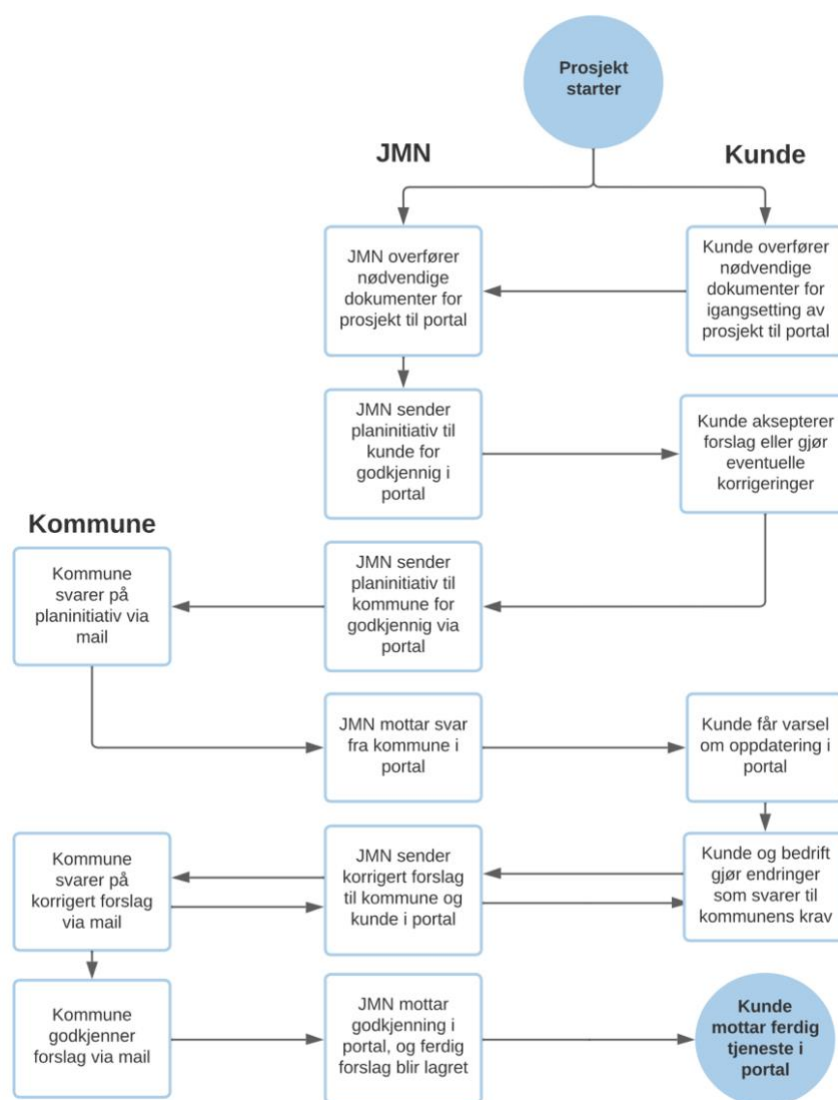 Prosjekt
starter
JMN
Kunde
JMN overfører
nødvendige
dokumenter for
prosjekt til portal
Kunde overfører
nødvendige
dokumenter for
igangsetting av
prosjekt til portal
JMN sender
planinitiativ til
kunde for
godkjennig i
portal
Kunde aksepterer
forslag eller gjør
eventuelle
korrigeringer
Kommune
Kommune
svarer på
planinitiativ via
mail
JMN sender
planinitiativ til
kommune for
godkjennig via
portal
JMN mottar svar
fra kommune i
portal
Kunde får varsel
om oppdatering i
portal
Kommune
svarer på
korrigert forslag
via mail
JMN sender
korrigert forslag
til kommune og
kunde i portal
Kunde og bedrift
gjør endringer
som svarer til
kommunens krav
Kommune
godkjenner
forslag via mail
JMN mottar
godkjenning i
portal, og ferdig
forslag blir lagret
Kunde
mottar ferdig
tjeneste i
portal